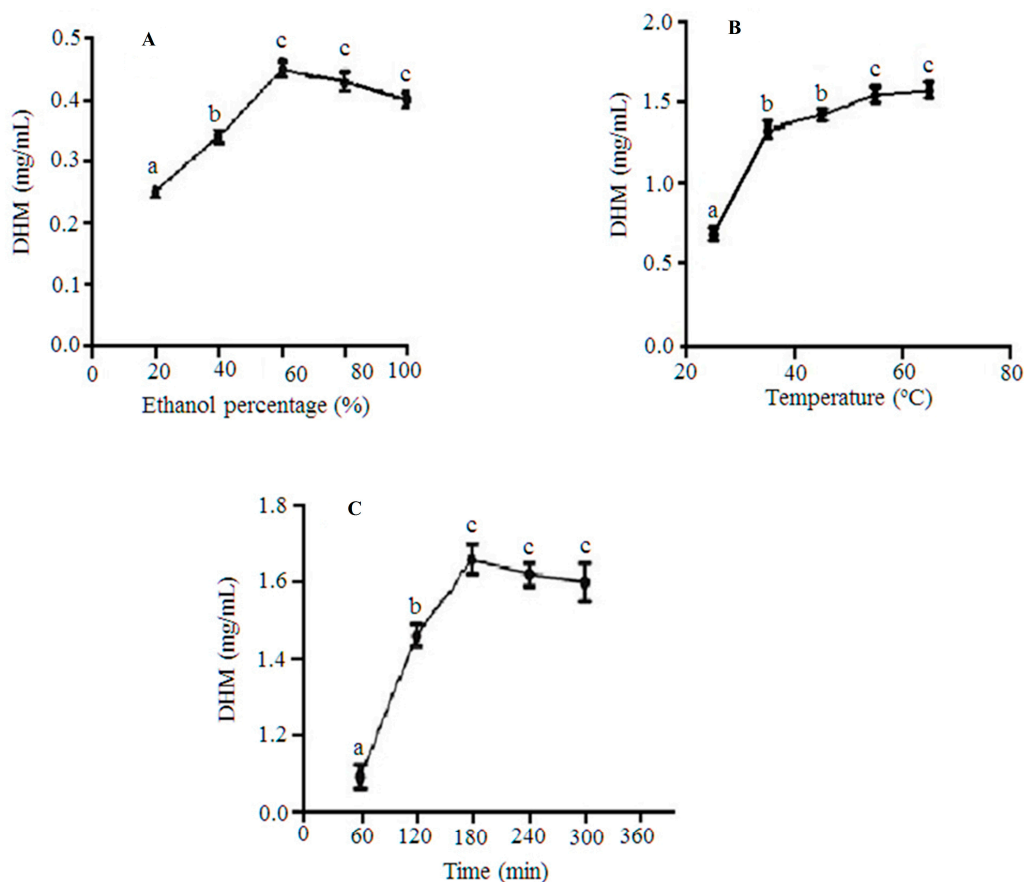 A
0.5
0.4
0.3
0.2
0.1
0.0
DHM (mg/mL)
a
b
c
c
c
0
20
40
60
80
100
Ethanol percentage (%)
B
2.0
1.5
1.0
0.5
0.0
DHM (mg/mL)
a
b
b
c
c
20
40
60
80
Temperature (ºC)
C
1.8
1.6
1.4
1.2
0.0
DHM (mg/mL)
a
b
c
c
c
0
60
120
180
240
300
360
Time (min)